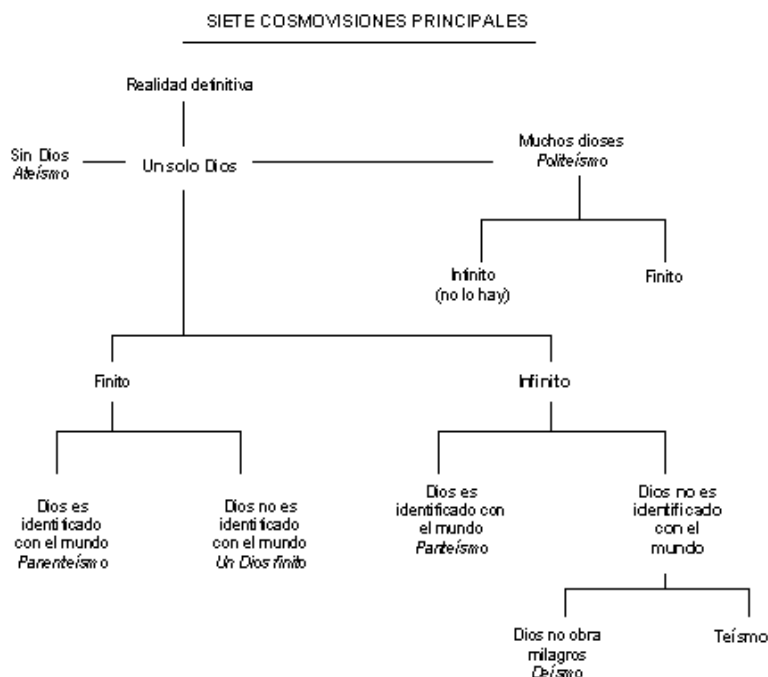 SIETE COSMOVISIONES PRINCIPALES
Realidad definitiva
Sin Dios
Ateísmo
Un solo Dios
Muchos dioses
Politeísmo
Infinito
(no lo hay)
Finito
Finito
Infinito
Dios es
identificado
con el mundo
Panenteísmo
Dios no es
identificado
con el mundo
Un Dios finito
Dios es
identificado con
el mundo
Panteísmo
Dios no es
identificado
con el
mundo
Dios no obra
milagros
Deísmo
Teísmo